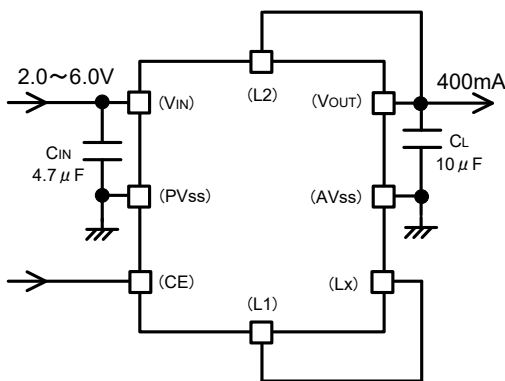 2.0～6.0V
400mA
(VIN)
(L2)
(VOUT)
CIN
4.7μF
CL
10μF
(PVss)
(AVss)
(CE)
(L1)
(Lx)